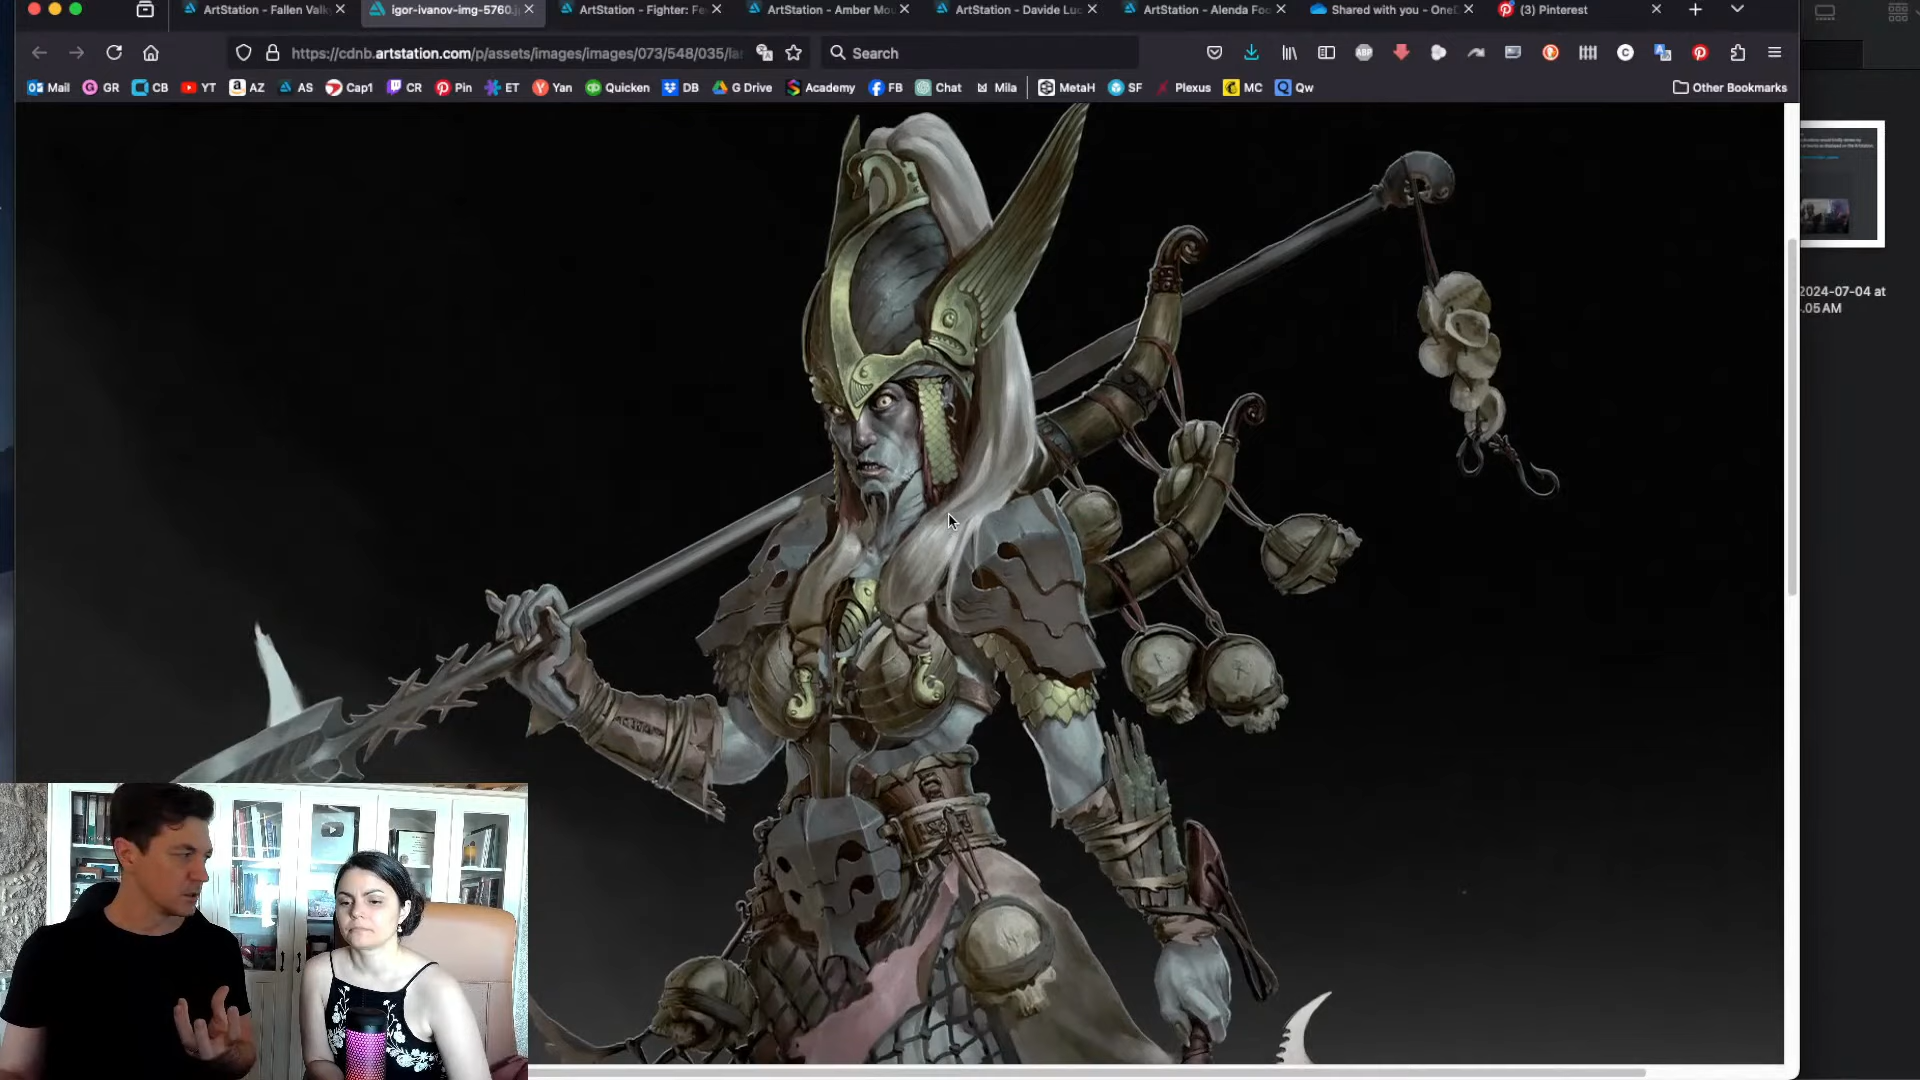 ArtStation - Fallen Valk
igor-ivanov-img-5760.j
ArtStation - Fighter: Fe
ArtStation - Amber Mo
ArtStation - Davide Lu
ArtStation - Alenda Fo
Shared with you - One
(3) Pinterest
https://cdnb.artstation.com/p/assets/images/images/073/548/035/la
Search
ABP
Mail GR CB YT AZ AS Cap1 CR Pin ET Yan Quicken DB G Drive Academy FB Chat Mila MetaH SF Plexus MC Qw Other Bookmarks
2024-07-04 at
.05 AM